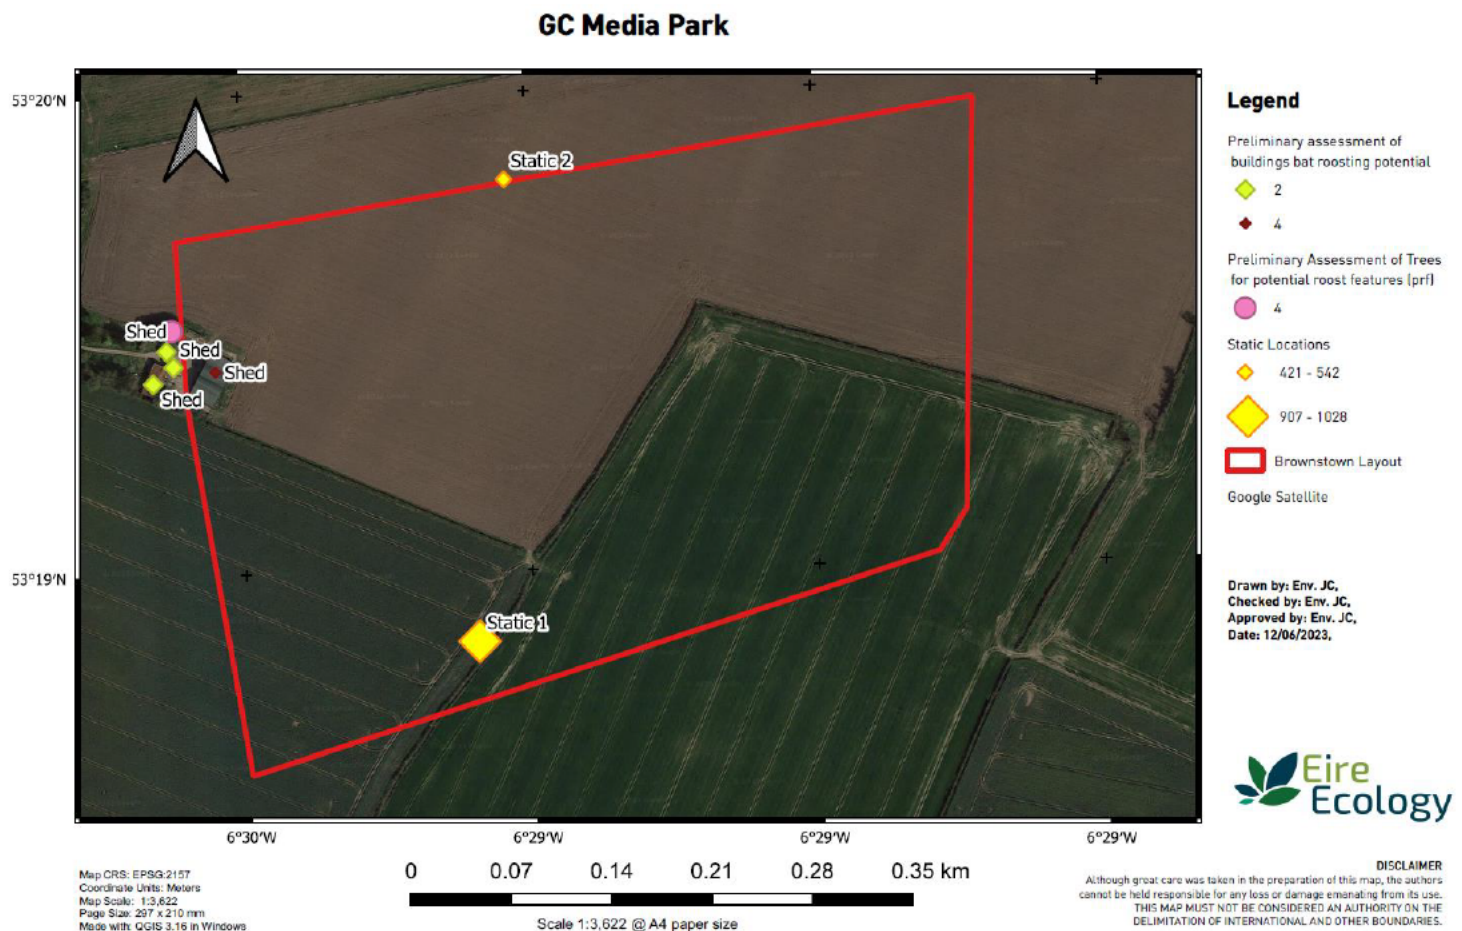 GC Media Park
53°20'N
53°19'N
6°30'W
6°29'W
6°29'W
6°29'W
Static 2
Shed
Shed
Shed
Shed
Static 1
Legend
Preliminary assessment of
buildings bat roosting potential
2
4
Preliminary Assessment of Trees
for potential roost features (prf)
4
Static Locations
421 - 542
907 - 1028
Brownstown Layout
Google Satellite
Drawn by: Env. JC,
Checked by: Env. JC,
Approved by: Env. JC,
Date: 12/06/2023,
Eire
Ecology
Map CRS: EPSG:2157
Coordinate Units: Meters
Map Scale: 1:3,622
Page Size: 297 x 210 mm
Made with: QGIS 3.16 in Windows
0 0.07 0.14 0.21 0.28 0.35 km
Scale 1:3,622 @ A4 paper size
DISCLAIMER
Although great care was taken in the preparation of this map, the authors
cannot be held responsible for any loss or damage emanating from its use.
THIS MAP MUST NOT BE CONSIDERED AN AUTHORITY ON THE
DELIMITATION OF INTERNATIONAL AND OTHER BOUNDARIES.